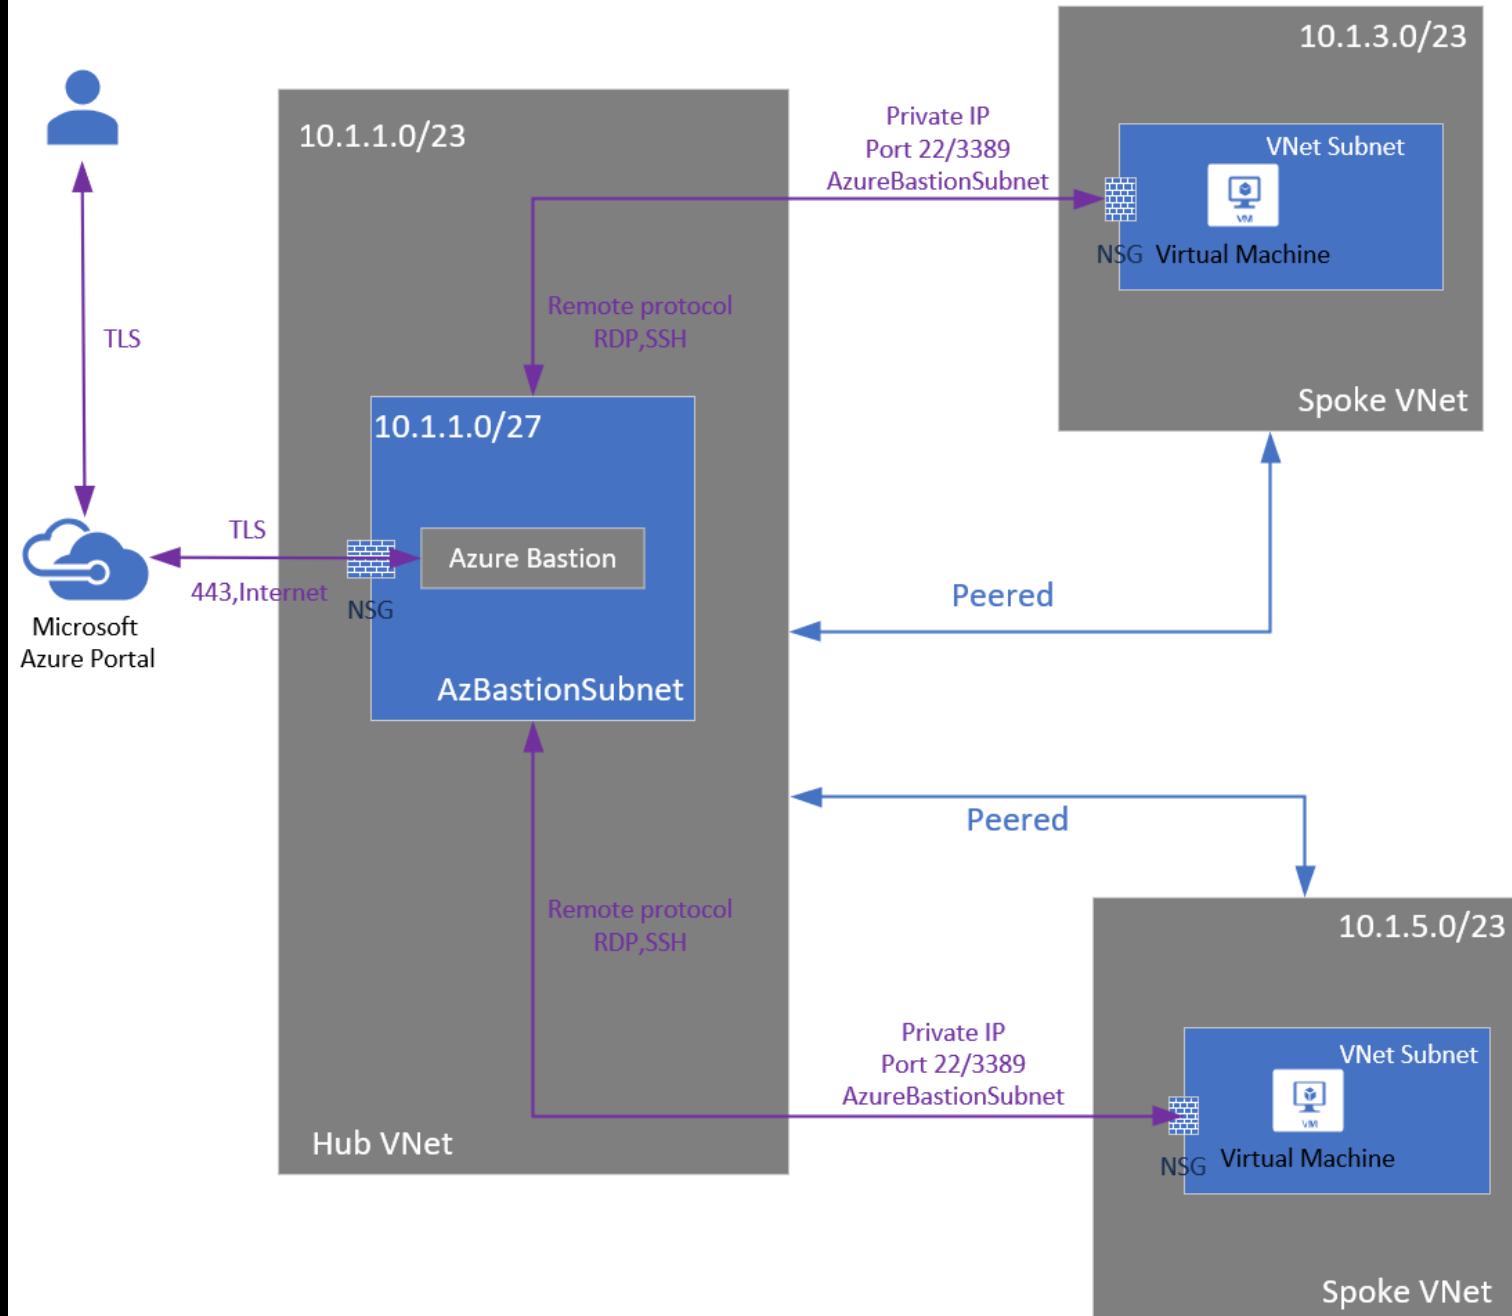 10.1.3.0/23
VNet Subnet
VM
NSG
Virtual Machine
Spoke VNet
Private IP
Port 22/3389
AzureBastionSubnet
10.1.1.0/23
Remote protocol
RDP,SSH
TLS
10.1.1.0/27
TLS
443,Internet
NSG
Azure Bastion
AzBastionSubnet
Microsoft
Azure Portal
Peered
Peered
Remote protocol
RDP,SSH
Private IP
Port 22/3389
AzureBastionSubnet
Hub VNet
10.1.5.0/23
VNet Subnet
VM
NSG
Virtual Machine
Spoke VNet